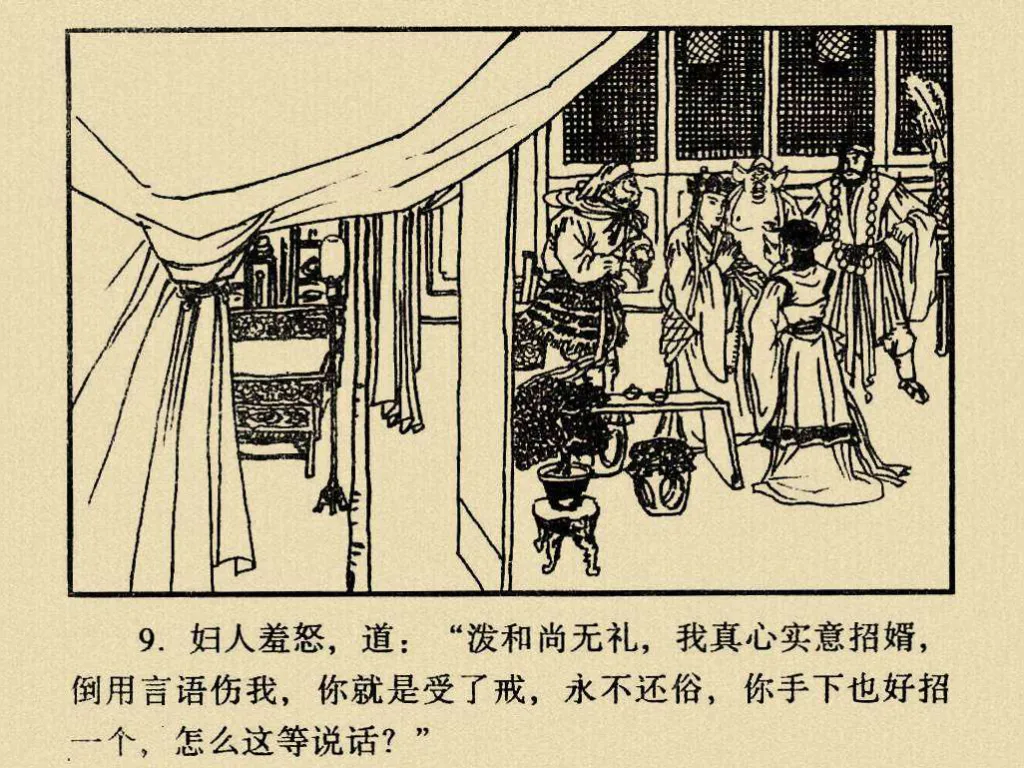 9. 妇人羞怒，道：“泼和尚无礼，我真心实意招婿，
倒用言语伤我，你就是受了戒，永不还俗，你手下也好招
一个，怎么这等说话？”